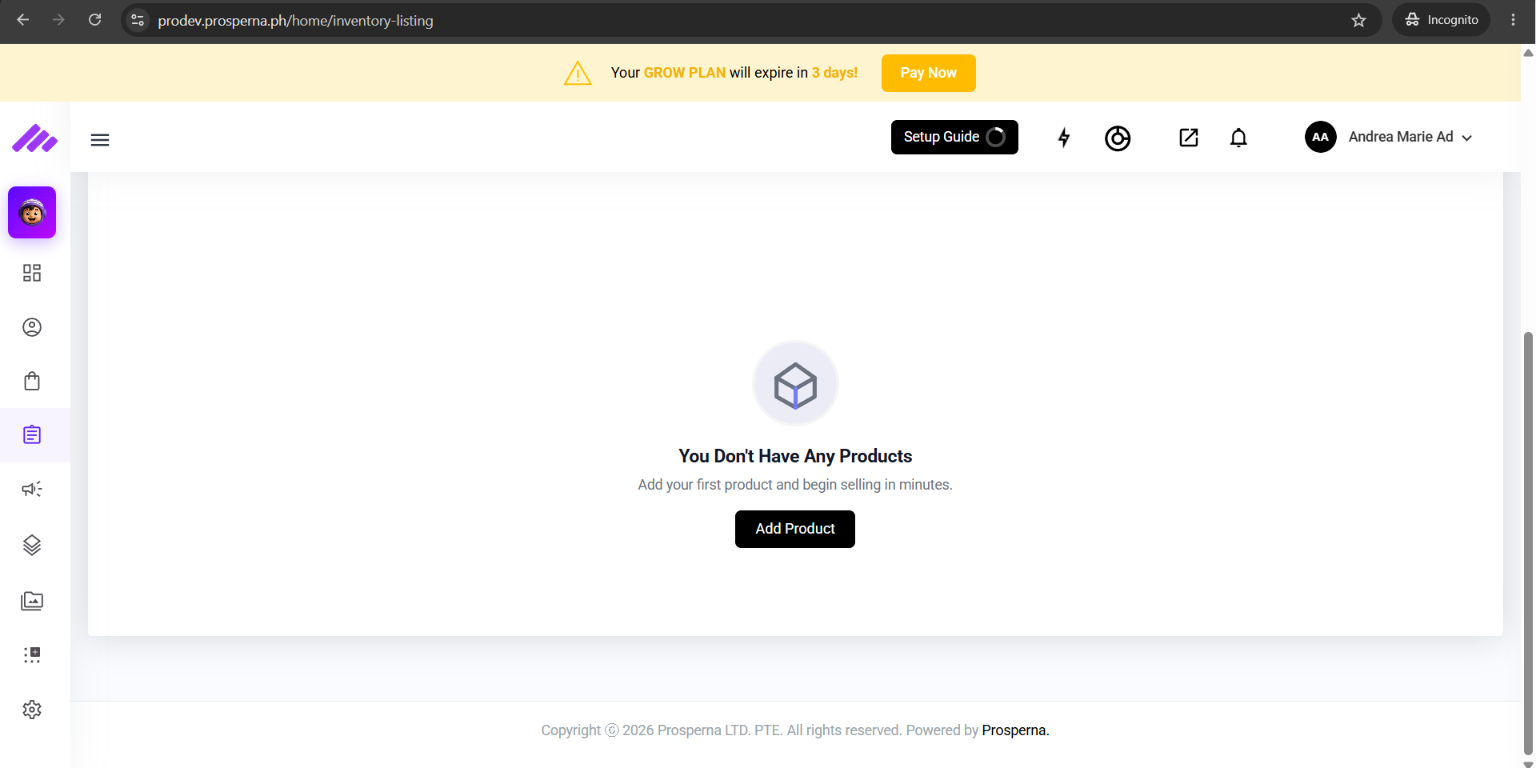 prodev.prosperna.ph/home/inventory-listing
Incognito
Your GROW PLAN will expire in 3 days!
Pay Now
Setup Guide
AA
Andrea Marie Ad
You Don't Have Any Products
Add your first product and begin selling in minutes.
Add Product
Copyright © 2026 Prosperna LTD. PTE. All rights reserved. Powered by Prosperna.